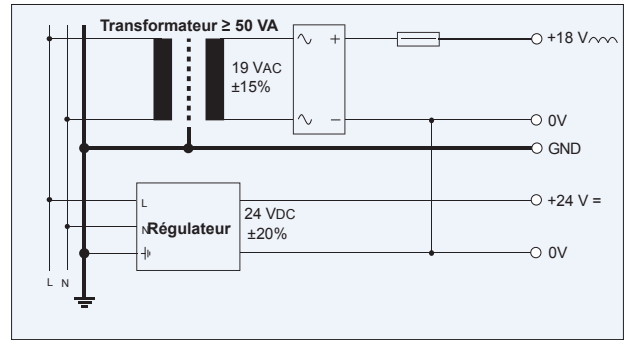 Transformateur ≥ 50 VA
+ +18 V
19 VAC
±15%
− 0V
GND
L +24 V =
24 VDC
N Régulateur ±20%
0V
L N